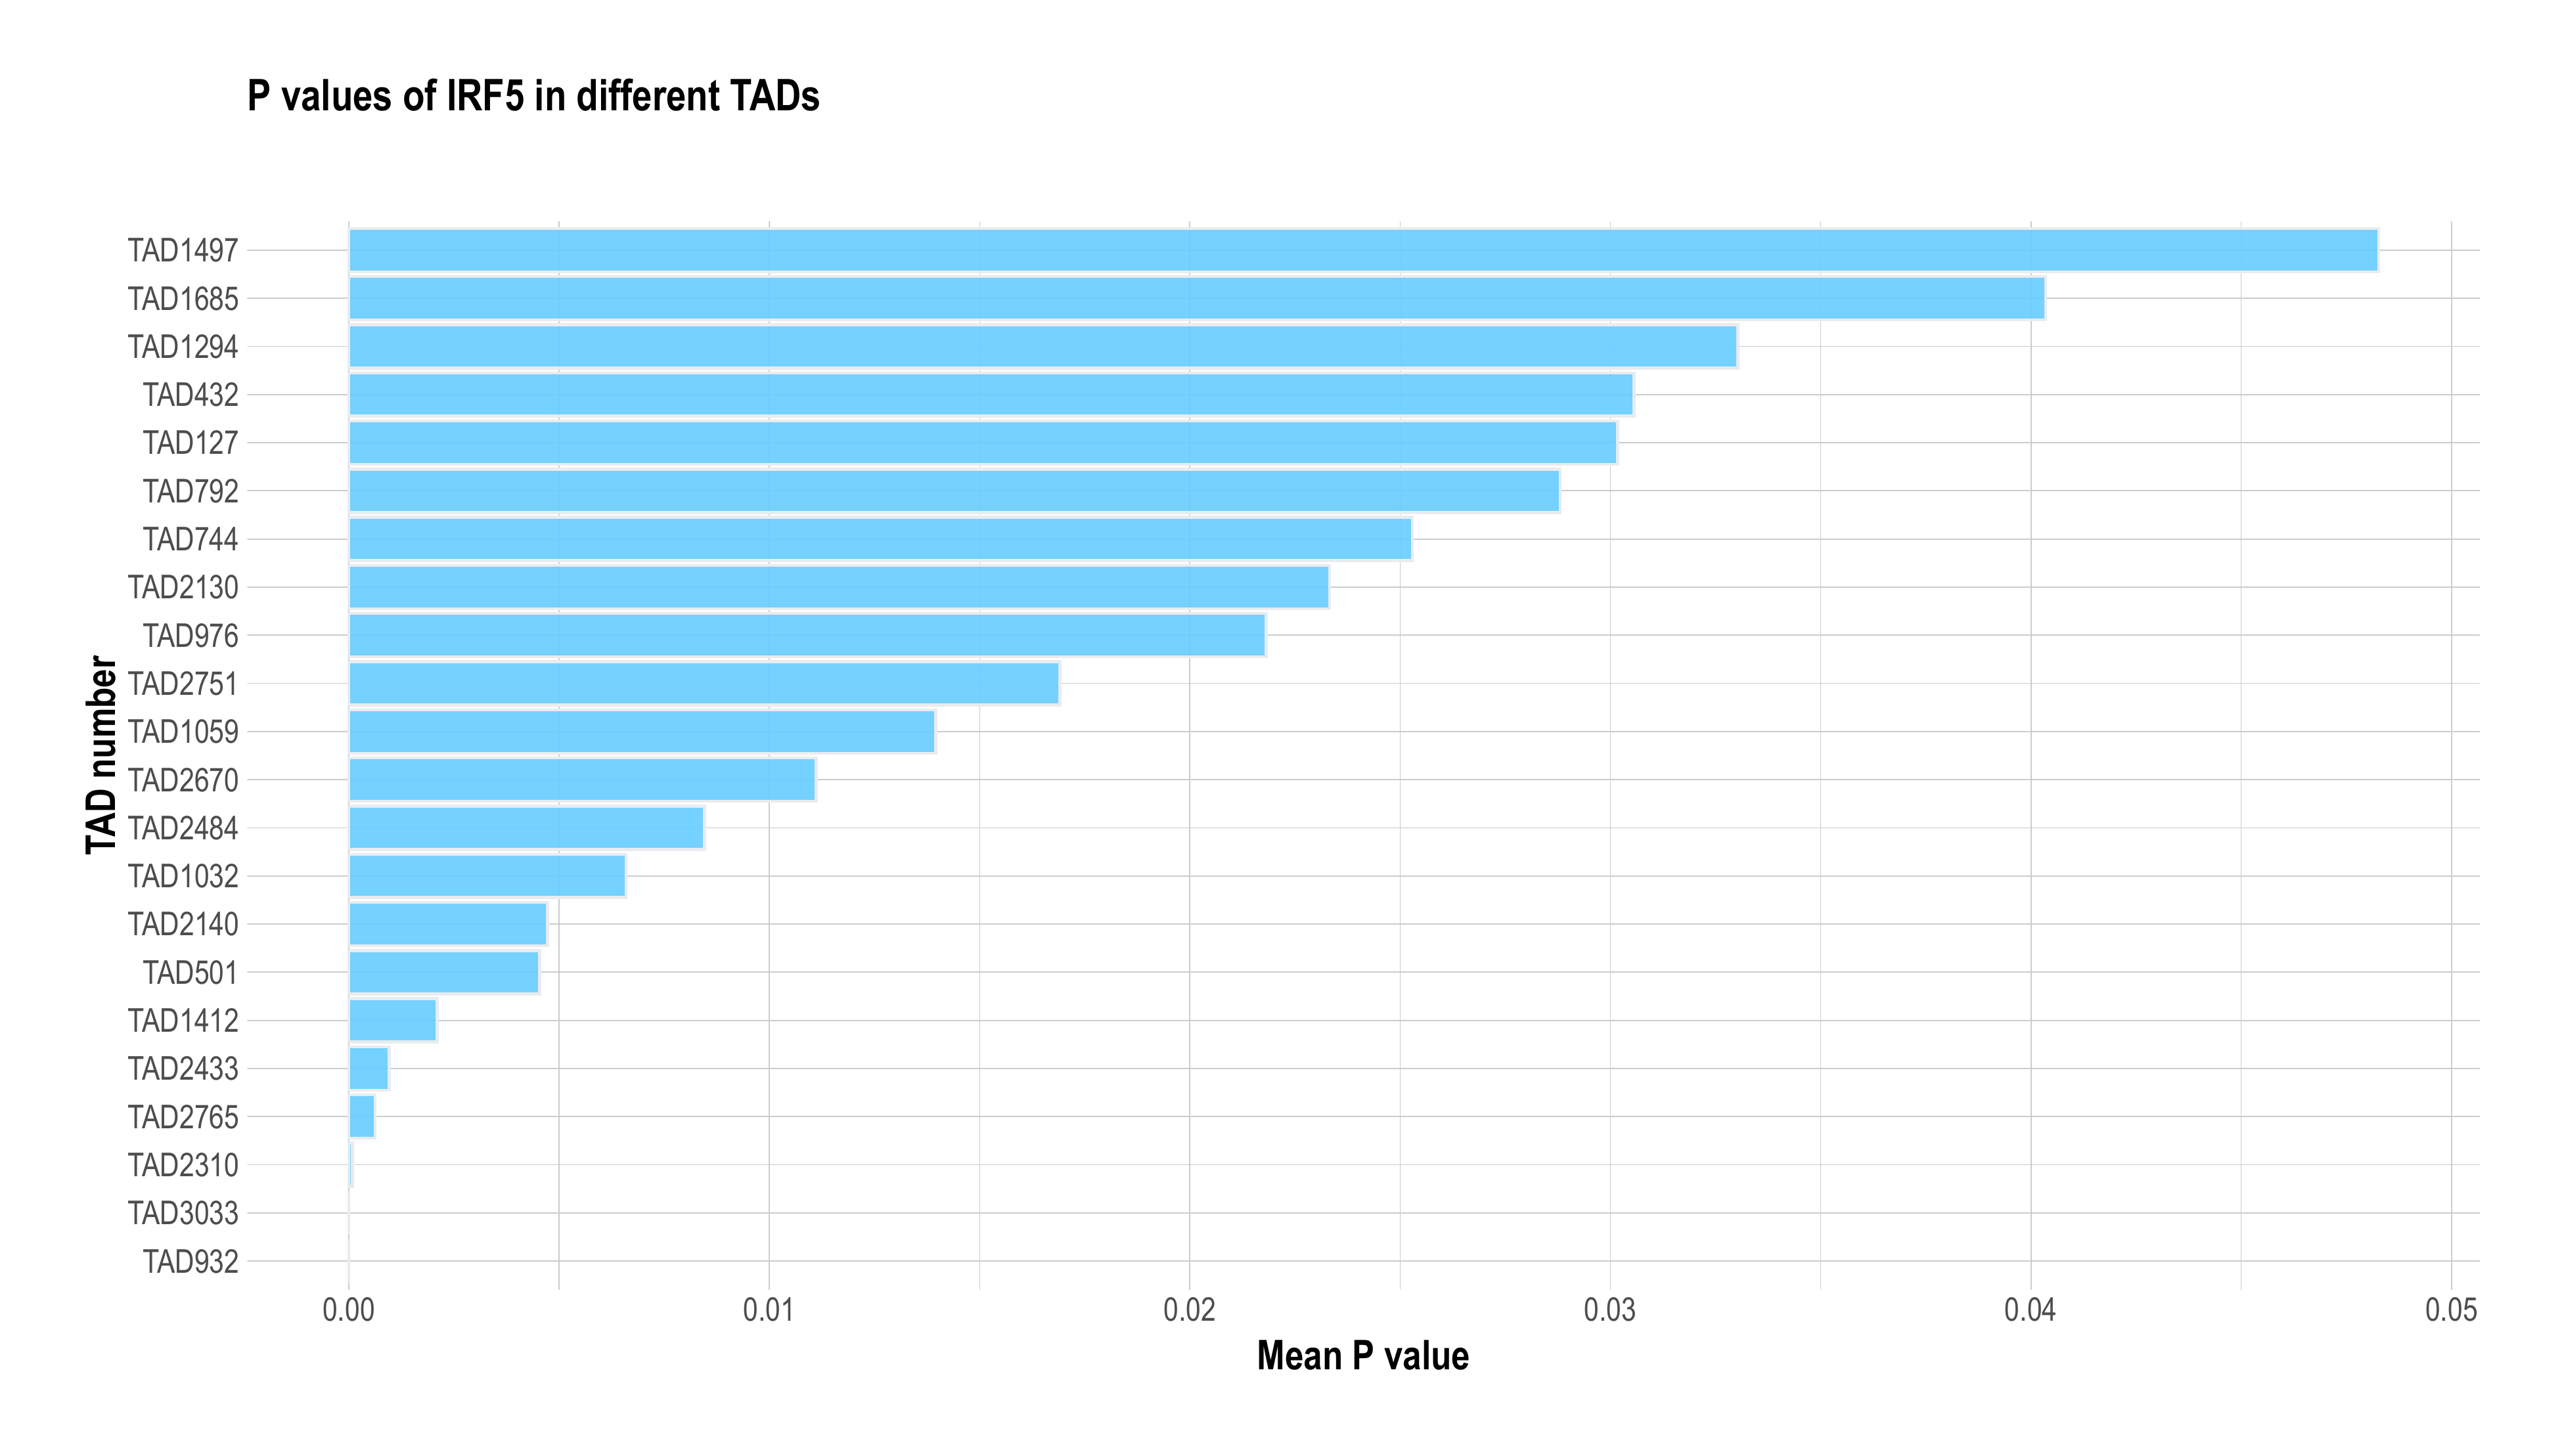 P values of IRF5 in different TADs
TAD number
TAD1497
TAD1685
TAD1294
TAD432
TAD127
TAD792
TAD744
TAD2130
TAD976
TAD2751
TAD1059
TAD2670
TAD2484
TAD1032
TAD2140
TAD501
TAD1412
TAD2433
TAD2765
TAD2310
TAD3033
TAD932
0.00 0.01 0.02 0.03 0.04 0.05
Mean P value